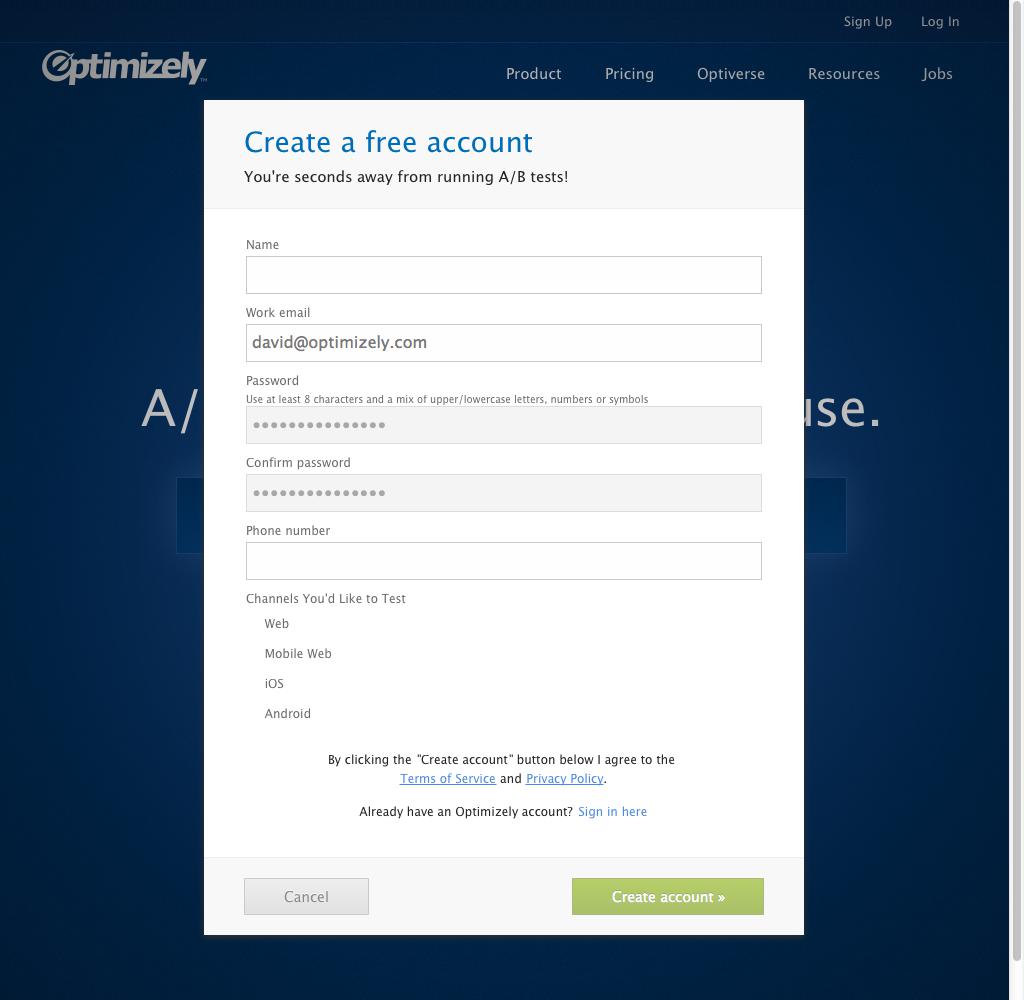 Sign Up Log In
Optimizely™
Product Pricing Optiverse Resources Jobs
Create a free account
You're seconds away from running A/B tests!
Name
Work email
david@optimizely.com
Password
Use at least 8 characters and a mix of upper/lowercase letters, numbers or symbols
•••••••••••••••
Confirm password
•••••••••••••••
Phone number
Channels You'd Like to Test
Web
Mobile Web
iOS
Android
A/ use.
By clicking the "Create account" button below I agree to the
Terms of Service and Privacy Policy.
Already have an Optimizely account? Sign in here
Cancel Create account »